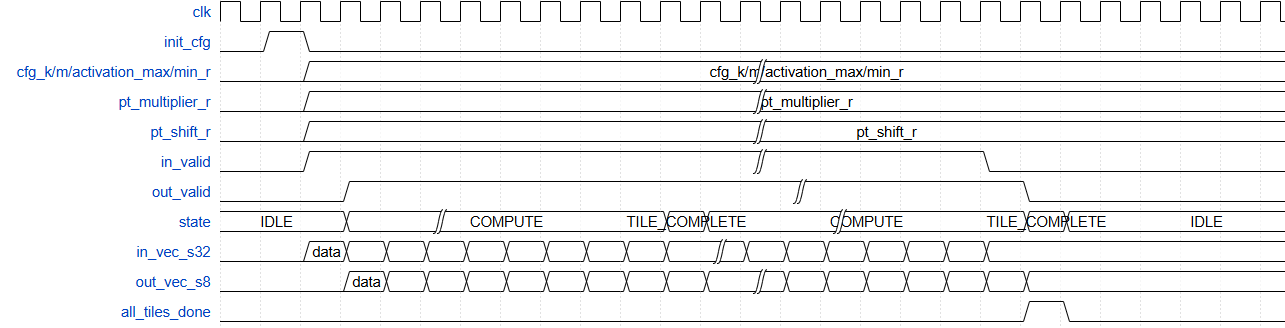 clk
init_cfg
cfg_k/m/activation_max/min_r cfg_k/m/activation_max/min_r
pt_multiplier_r pt_multiplier_r
pt_shift_r pt_shift_r
in_valid
out_valid
state IDLE COMPUTE TILE_COMPLETE COMPUTE TILE_COMPLETE IDLE
in_vec_s32 data
out_vec_s8 data
all_tiles_done